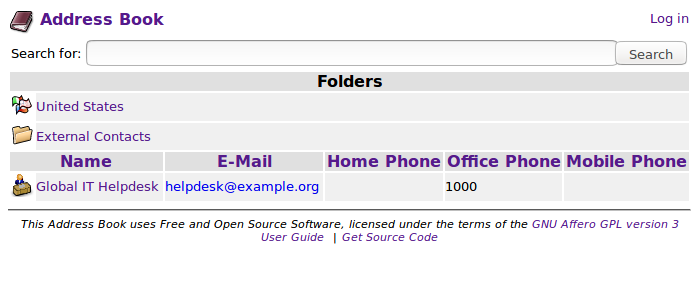 Address Book
Log in
Search for:
Search
Folders
United States
External Contacts
Name E-Mail Home Phone Office Phone Mobile Phone
Global IT Helpdesk helpdesk@example.org 1000
This Address Book uses Free and Open Source Software, licensed under the terms of the GNU Affero GPL version 3
User Guide | Get Source Code